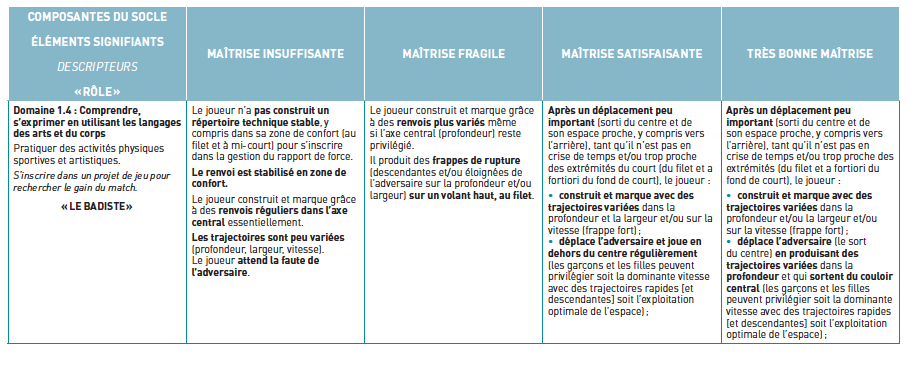 COMPOSANTES DU SOCLE
ÉLÉMENTS SIGNIFIANTS
DESCRIPTEURS
«RÔLE»
MAÎTRISE INSUFFISANTE
MAÎTRISE FRAGILE
MAÎTRISE SATISFAISANTE
TRÈS BONNE MAÎTRISE
Domaine 1.4 : Comprendre,
s'exprimer en utilisant les langages
des arts et du corps
Pratiquer des activités physiques
sportives et artistiques.
S'inscrire dans un projet de jeu pour
rechercher le gain du match.
« LE BADISTE»
Le joueur n'a pas construit un
répertoire technique stable, y
compris dans sa zone de confort (au
filet et à mi-court) pour s'inscrire
dans la gestion du rapport de force.
Le renvoi est stabilisé en zone de
confort.
Le joueur construit et marque grâce
à des renvois réguliers dans l'axe
central essentiellement.
Les trajectoires sont peu variées
(profondeur, largeur, vitesse).
Le joueur attend la faute de
l'adversaire.
Le joueur construit et marque grâce
à des renvois plus variés même
si l'axe central (profondeur) reste
privilégié.
Il produit des frappes de rupture
(descendantes et/ou éloignées de
l'adversaire sur la profondeur et/ou
largeur) sur un volant haut, au filet.
Après un déplacement peu
important (sorti du centre et de
son espace proche, y compris vers
l'arrière), tant qu'il n'est pas en
crise de temps et/ou trop proche
des extrémités du court (du filet et a
fortiori du fond de court), le joueur :
• construit et marque avec des
trajectoires variées dans la
profondeur et la largeur et/ou sur la
vitesse (frappe fort) ;
• déplace l'adversaire et joue en
dehors du centre régulièrement
(les garçons et les filles peuvent
privilégier soit la dominante vitesse
avec des trajectoires rapides [et
descendantes] soit l'exploitation
optimale de l'espace) ;
Après un déplacement peu
important (sorti du centre et de
son espace proche, y compris vers
l'arrière), tant qu'il n'est pas en
crise de temps et/ou trop proche des
extrémités (du filet et a fortiori du
fond de court), le joueur :
• construit et marque avec des
trajectoires variées dans la
profondeur et/ou la largeur et/ou
sur la vitesse (frappe fort) ;
• déplace l'adversaire (le sort
du centre) en produisant des
trajectoires variées dans la
profondeur et qui sortent du couloir
central (les garçons et les filles
peuvent privilégier soit la dominante
vitesse avec des trajectoires rapides
[et descendantes] soit l'exploitation
optimale de l'espace) ;